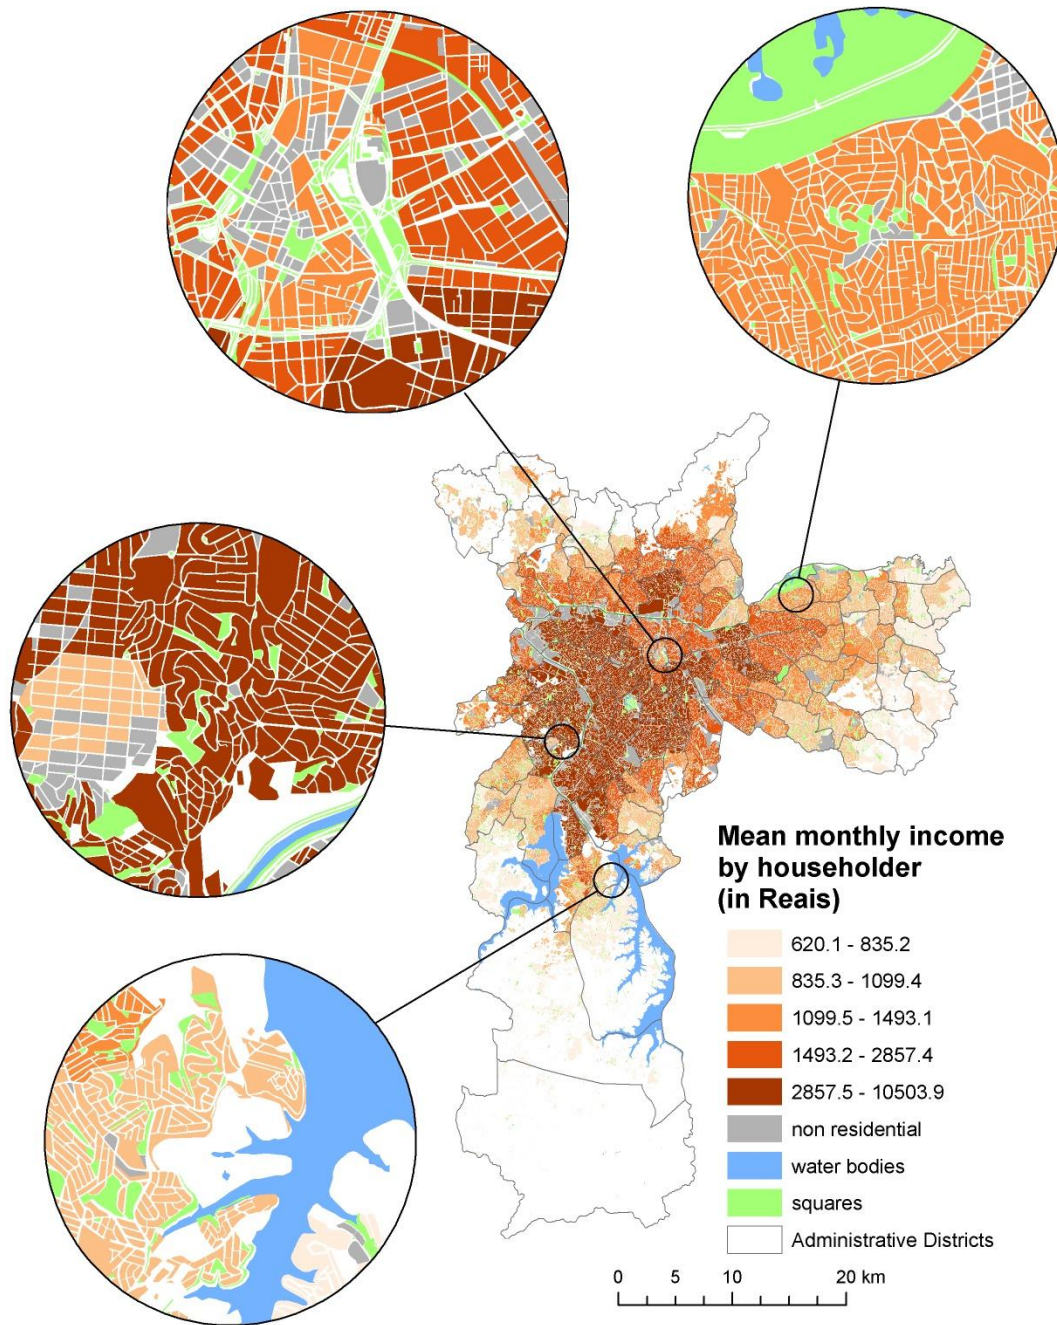 Mean monthly income
by householder
(in Reais)
620.1 - 835.2
835.3 - 1099.4
1099.5 - 1493.1
1493.2 - 2857.4
2857.5 - 10503.9
non residential
water bodies
squares
Administrative Districts
0 5 10 20 km